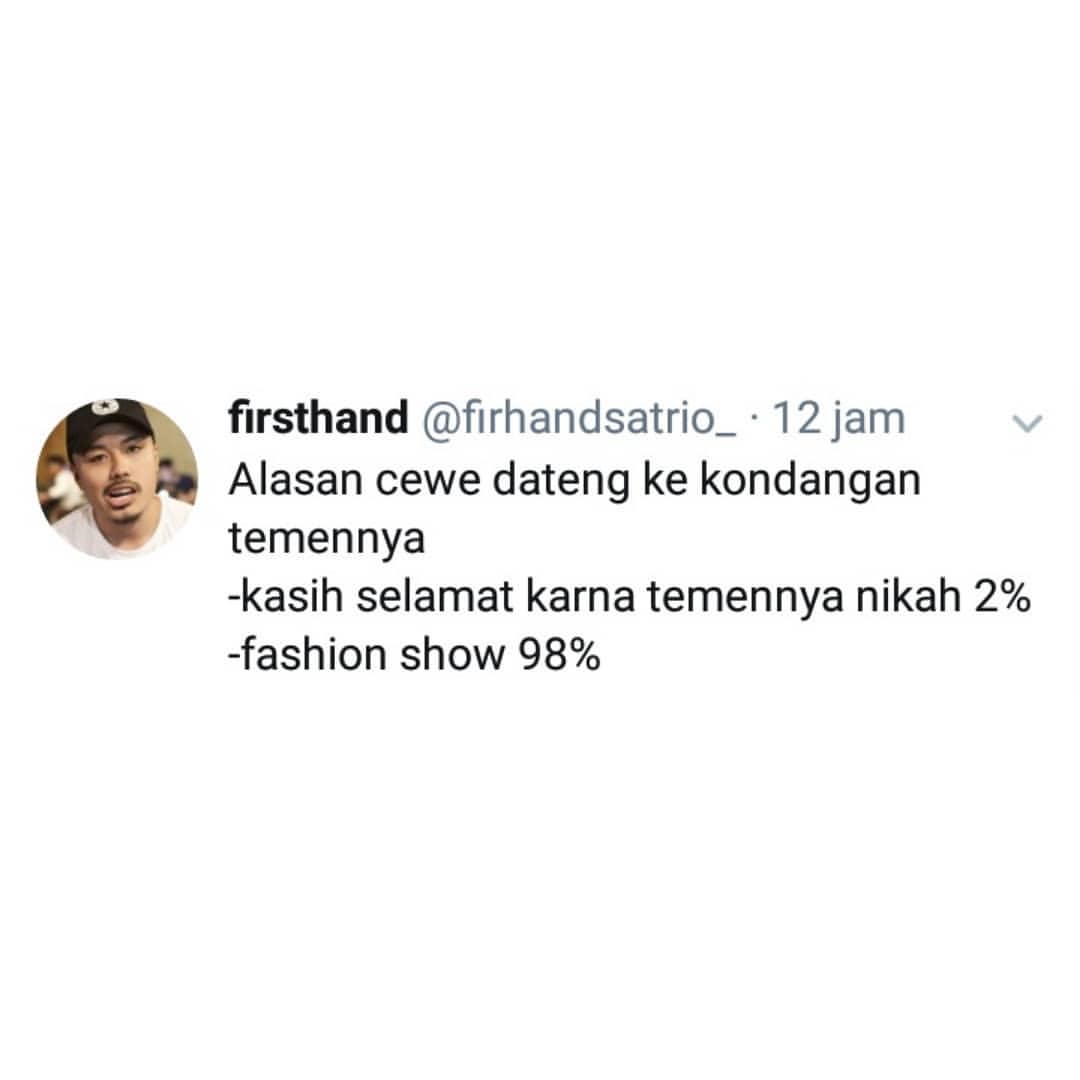 firsthand @firhandsatrio_ · 12 jam
Alasan cewe dateng ke kondangan
temennya
-kasih selamat karna temennya nikah 2%
-fashion show 98%